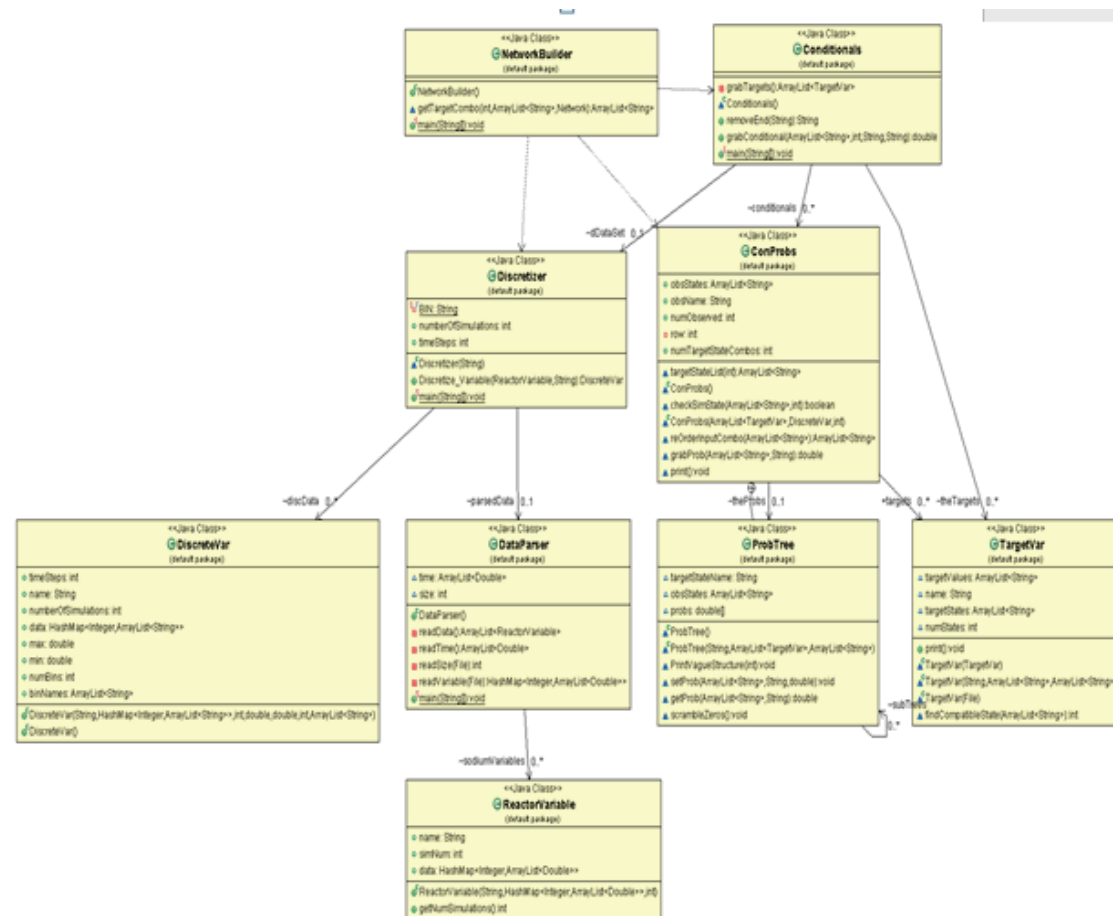 <<Java Class>>
NetworkBuilder
(default package)
NetworkBuilder()
getTargetCombo(int,ArrayList<String>,Network):ArrayList<String>
main(String[]):void
<<Java Class>>
Conditionals
(default package)
grabTargets():ArrayList<TargetVar>
Conditionals()
removeEnd(String):String
grabConditional(ArrayList<String>,int,String,String):double
main(String[]):void
~dDataSet 0..1
~conditionals 0..*
<<Java Class>>
Discretizer
(default package)
BIN: String
numberOfSimulations: int
timeSteps: int
Discretizer(String)
Discretize_Variable(ReactorVariable,String):DiscreteVar
main(String[]):void
<<Java Class>>
ConProbs
(default package)
obsStates: ArrayList<String>
obsName: String
numObserved: int
row: int
numTargetStateCombos: int
targetStateList(int):ArrayList<String>
ConProbs()
checkSimState(ArrayList<String>,int):boolean
ConProbs(ArrayList<TargetVar>,DiscreteVar,int)
reOrderInputCombo(ArrayList<String>):ArrayList<String>
grabProb(ArrayList<String>,String):double
print():void
~discData 0..*
~parsedData 0..1
~theProbs 0..1
+targets 0..*
~theTargets 0..*
<<Java Class>>
DiscreteVar
(default package)
timeSteps: int
name: String
numberOfSimulations: int
data: HashMap<Integer,ArrayList<String>>
max: double
min: double
numBins: int
binNames: ArrayList<String>
DiscreteVar(String,HashMap<Integer,ArrayList<String>>,int,double,double,int,ArrayList<String>)
DiscreteVar()
<<Java Class>>
DataParser
(default package)
time: ArrayList<Double>
size: int
DataParser()
readData():ArrayList<ReactorVariable>
readTime():ArrayList<Double>
readSize(File):int
readVariable(File):HashMap<Integer,ArrayList<Double>>
main(String[]):void
<<Java Class>>
ProbTree
(default package)
targetStateName: String
obsStates: ArrayList<String>
probs: double[]
ProbTree()
ProbTree(String,ArrayList<TargetVar>,ArrayList<String>)
PrintVagueStructure(int):void
setProb(ArrayList<String>,String,double):void
getProb(ArrayList<String>,String):double
scrambleZeros():void
~subTrees
0..*
<<Java Class>>
TargetVar
(default package)
targetValues: ArrayList<String>
name: String
targetStates: ArrayList<String>
numStates: int
print():void
TargetVar(TargetVar)
TargetVar(String,ArrayList<String>,ArrayList<String>
TargetVar(File)
findCompatibleState(ArrayList<String>):int
~sodiumVariables 0..*
<<Java Class>>
ReactorVariable
(default package)
name: String
simNum: int
data: HashMap<Integer,ArrayList<Double>>
ReactorVariable(String,HashMap<Integer,ArrayList<Double>>,int)
getNumSimulations():int